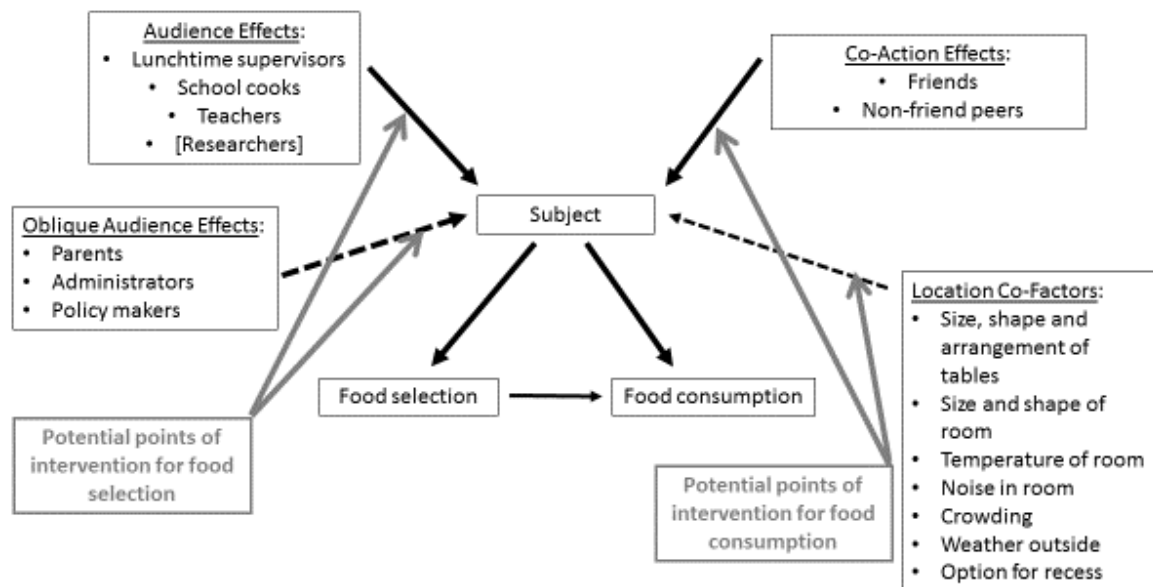 Audience Effects:
• Lunchtime supervisors
• School cooks
• Teachers
• [Researchers]
Co-Action Effects:
• Friends
• Non-friend peers
Subject
Oblique Audience Effects:
• Parents
• Administrators
• Policy makers
Location Co-Factors:
• Size, shape and
arrangement of
tables
• Size and shape of
room
• Temperature of room
• Noise in room
• Crowding
• Weather outside
• Option for recess
Food selection
Food consumption
Potential points of
intervention for food
selection
Potential points of
intervention for food
consumption